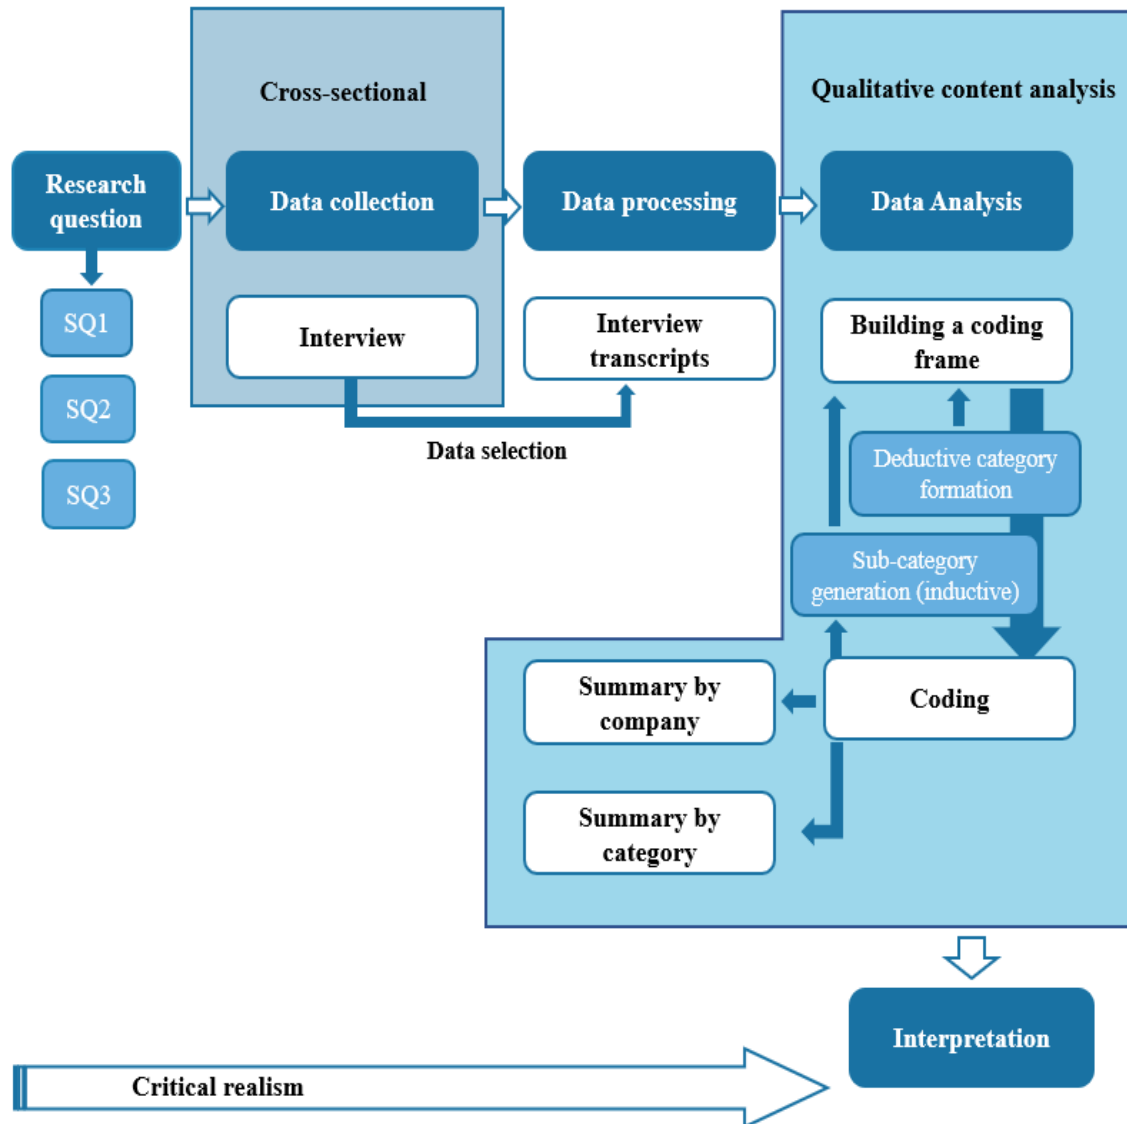 Cross-sectional
Qualitative content analysis
Research
question
Data collection
Data processing
Data Analysis
SQ1
SQ2
SQ3
Interview
Interview
transcripts
Data selection
Building a coding
frame
Deductive category
formation
Sub-category
generation (inductive)
Coding
Summary by
company
Summary by
category
Interpretation
Critical realism